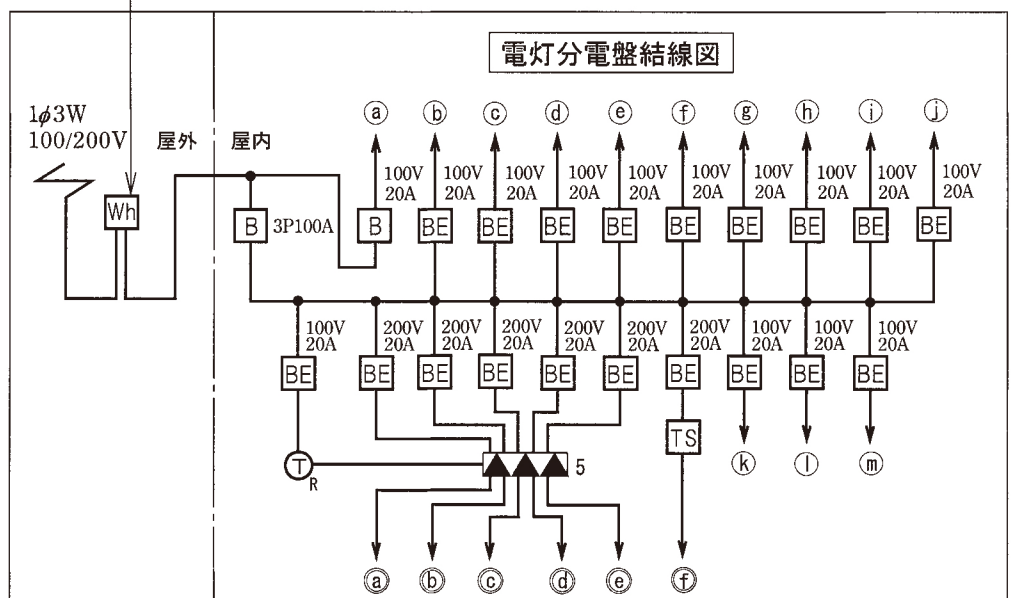 電灯分電盤結線図
1φ3W
100/200V
屋外
屋内
Wh
B
3P100A
ⓐ
ⓑ
ⓒ
ⓓ
ⓔ
ⓕ
ⓖ
ⓗ
ⓘ
ⓙ
100V
20A
100V
20A
100V
20A
100V
20A
100V
20A
100V
20A
100V
20A
100V
20A
100V
20A
100V
20A
B
BE
BE
BE
BE
BE
BE
BE
BE
BE
100V
20A
200V
20A
200V
20A
200V
20A
200V
20A
200V
20A
200V
20A
100V
20A
100V
20A
100V
20A
BE
BE
BE
BE
BE
BE
BE
BE
BE
BE
TS
T
R
5
ⓚ
ⓛ
ⓜ
ⓐ
ⓑ
ⓒ
ⓓ
ⓔ
ⓕ